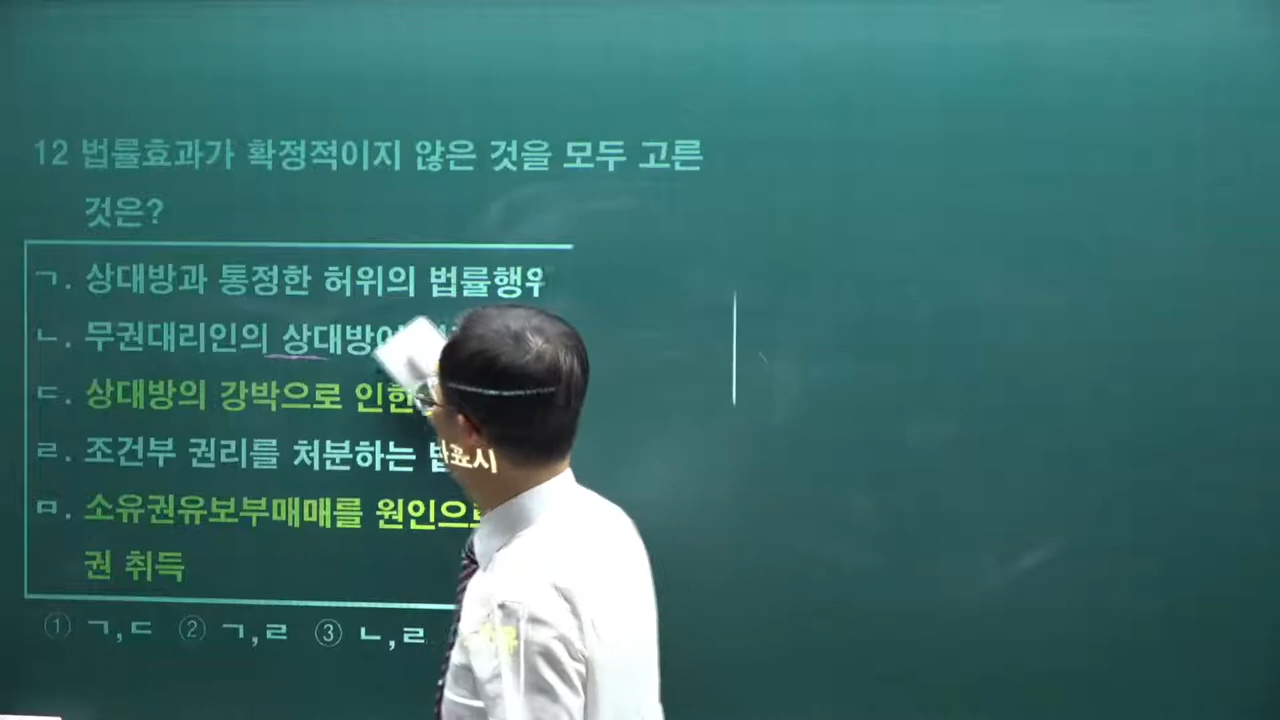 12 법률효과가 확정적이지 않은 것을 모두 고른
것은?
ㄱ. 상대방과 통정한 허위의 법률행위
ㄴ. 무권대리인의 상대방이
ㄷ. 상대방의 강박으로 인한
ㄹ. 조건부 권리를 처분하는
ㅁ. 소유권유보부매매를 원인으로
권 취득
① ㄱ,ㄷ ② ㄱ,ㄹ ③ ㄴ,ㄹ